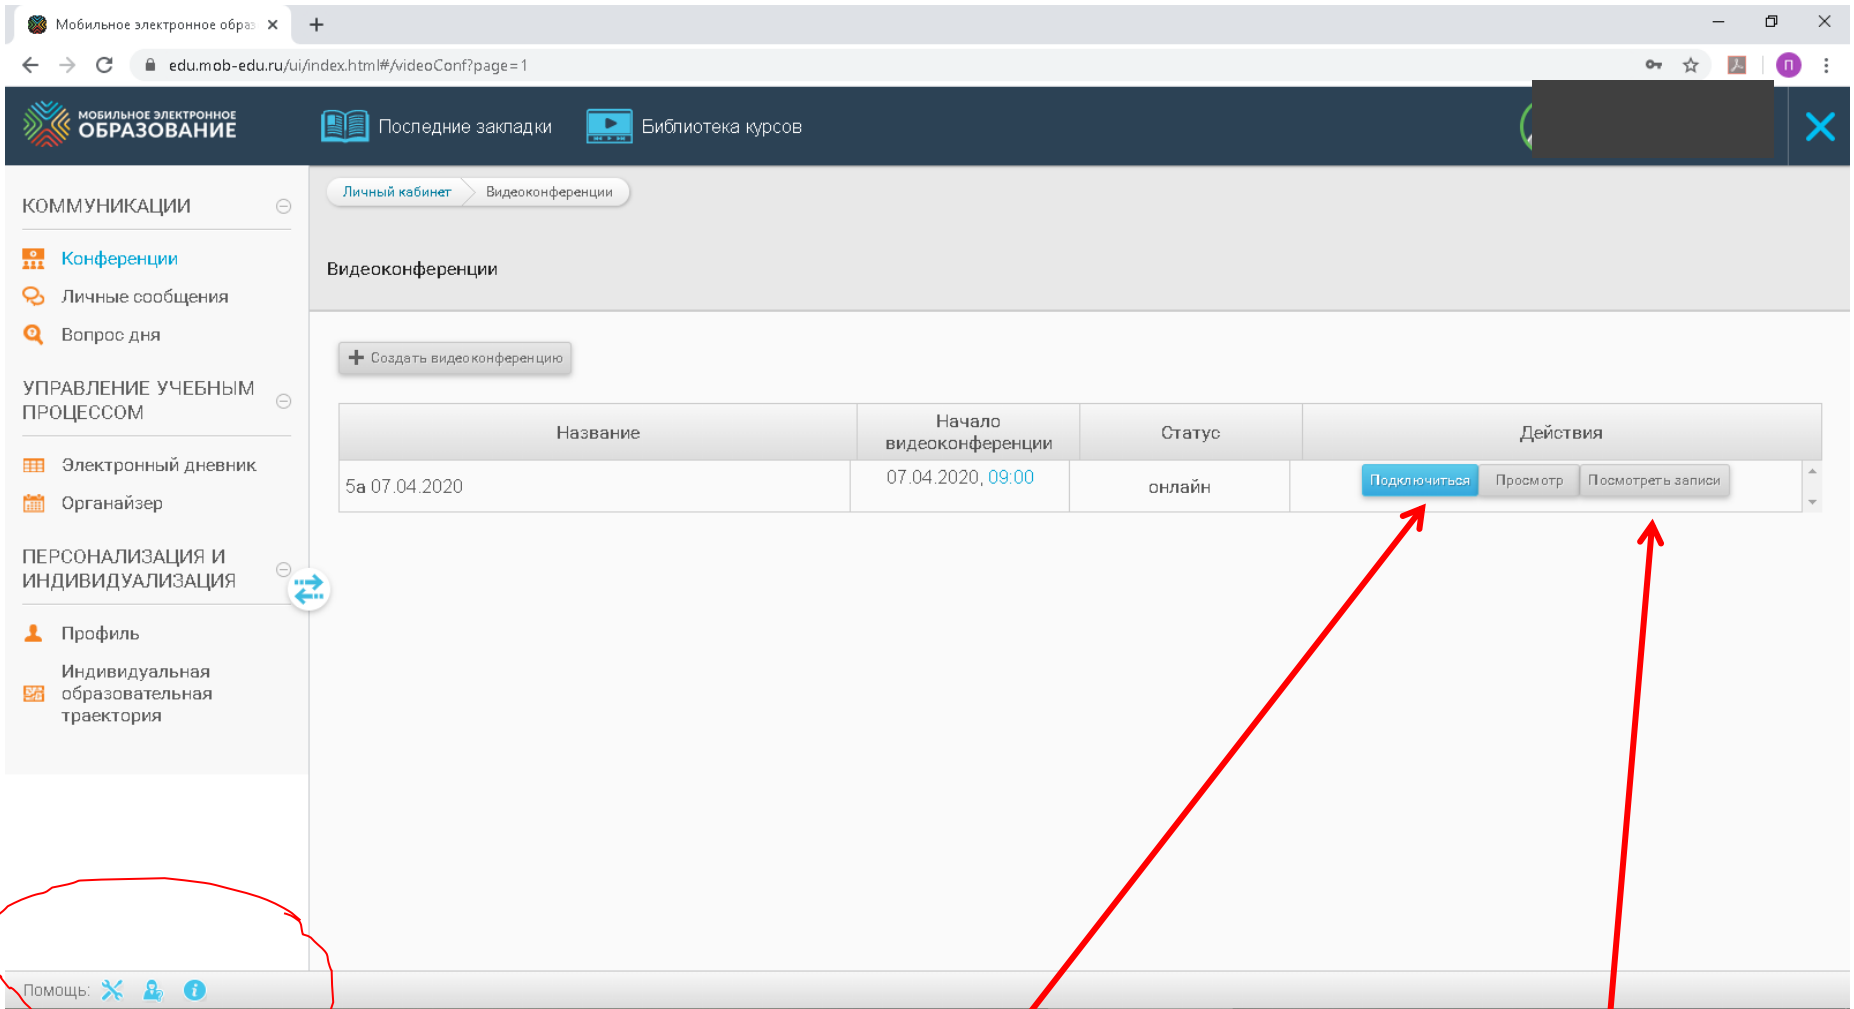 Мобильное электронное образ
edu.mob-edu.ru/ui/index.html#/videoConf?page=1
П
МОБИЛЬНОЕ ЭЛЕКТРОННОЕ
ОБРАЗОВАНИЕ
Последние закладки
Библиотека курсов
КОММУНИКАЦИИ
Конференции
Личные сообщения
Вопрос дня
УПРАВЛЕНИЕ УЧЕБНЫМ
ПРОЦЕССОМ
Электронный дневник
Органайзер
ПЕРСОНАЛИЗАЦИЯ И
ИНДИВИДУАЛИЗАЦИЯ
Профиль
Индивидуальная
образовательная
траектория
Помощь:
Личный кабинет
Видеоконференции
Видеоконференции
Создать видеоконференцию
Название
Начало
видеоконференции
Статус
Действия
5а 07.04.2020
07.04.2020, 09:00
онлайн
Подключиться
Просмотр
Посмотреть записи